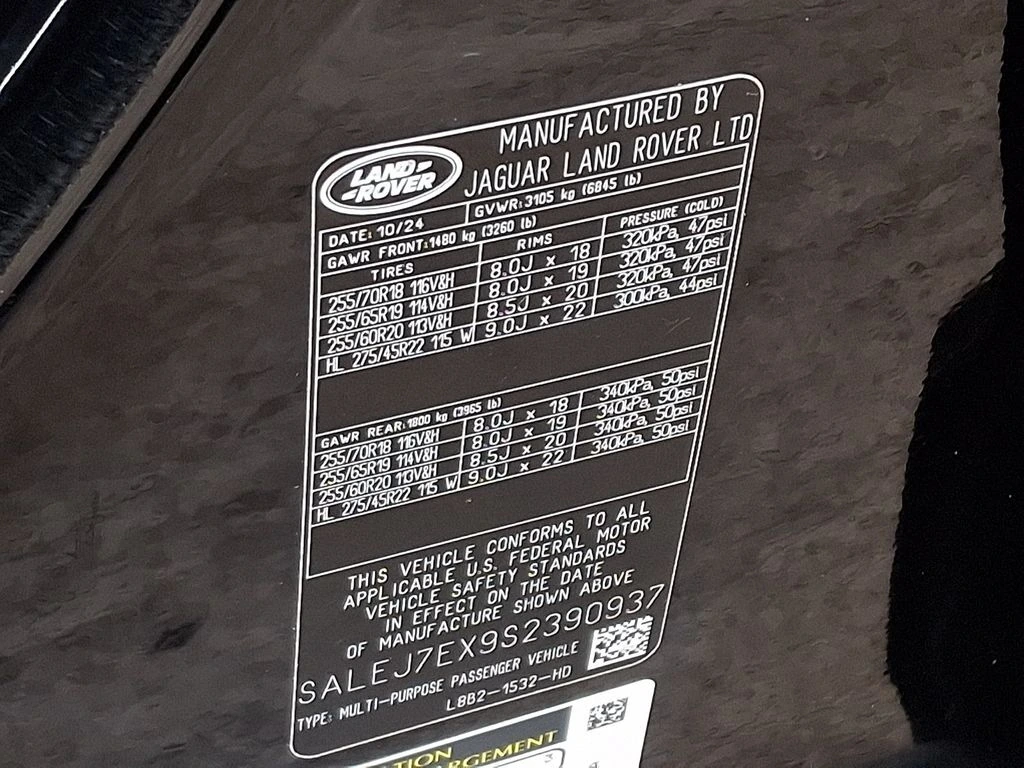 MANUFACTURED BY
JAGUAR LAND ROVER LTD
LAND-
-ROVER
DATE: 10/24 GVWR:3105 kg (6845 lb)
GAWR FRONT:1480 kg (3260 lb)
TIRES RIMS PRESSURE (COLD)
255/70R18 116V&H 8.0J x 18 320kPa, 47psi
255/65R19 114V&H 8.0J x 19 320kPa, 47psi
255/60R20 113V&H 8.5J x 20 320kPa, 47psi
HL 275/45R22 115 W 9.0J x 22 300kPa, 44psi
GAWR REAR:1800 kg (3965 lb)
255/70R18 116V&H 8.0J x 18 340kPa, 50psi
255/65R19 114V&H 8.0J x 19 340kPa, 50psi
255/60R20 113V&H 8.5J x 20 340kPa, 50psi
HL 275/45R22 115 W 9.0J x 22 340kPa, 50psi
THIS VEHICLE CONFORMS TO ALL
APPLICABLE U.S. FEDERAL MOTOR
VEHICLE SAFETY STANDARDS
IN EFFECT ON THE DATE
OF MANUFACTURE SHOWN ABOVE
SALEJ7EX9S2390937
TYPE: MULTI-PURPOSE PASSENGER VEHICLE
L8B2-1532-HD